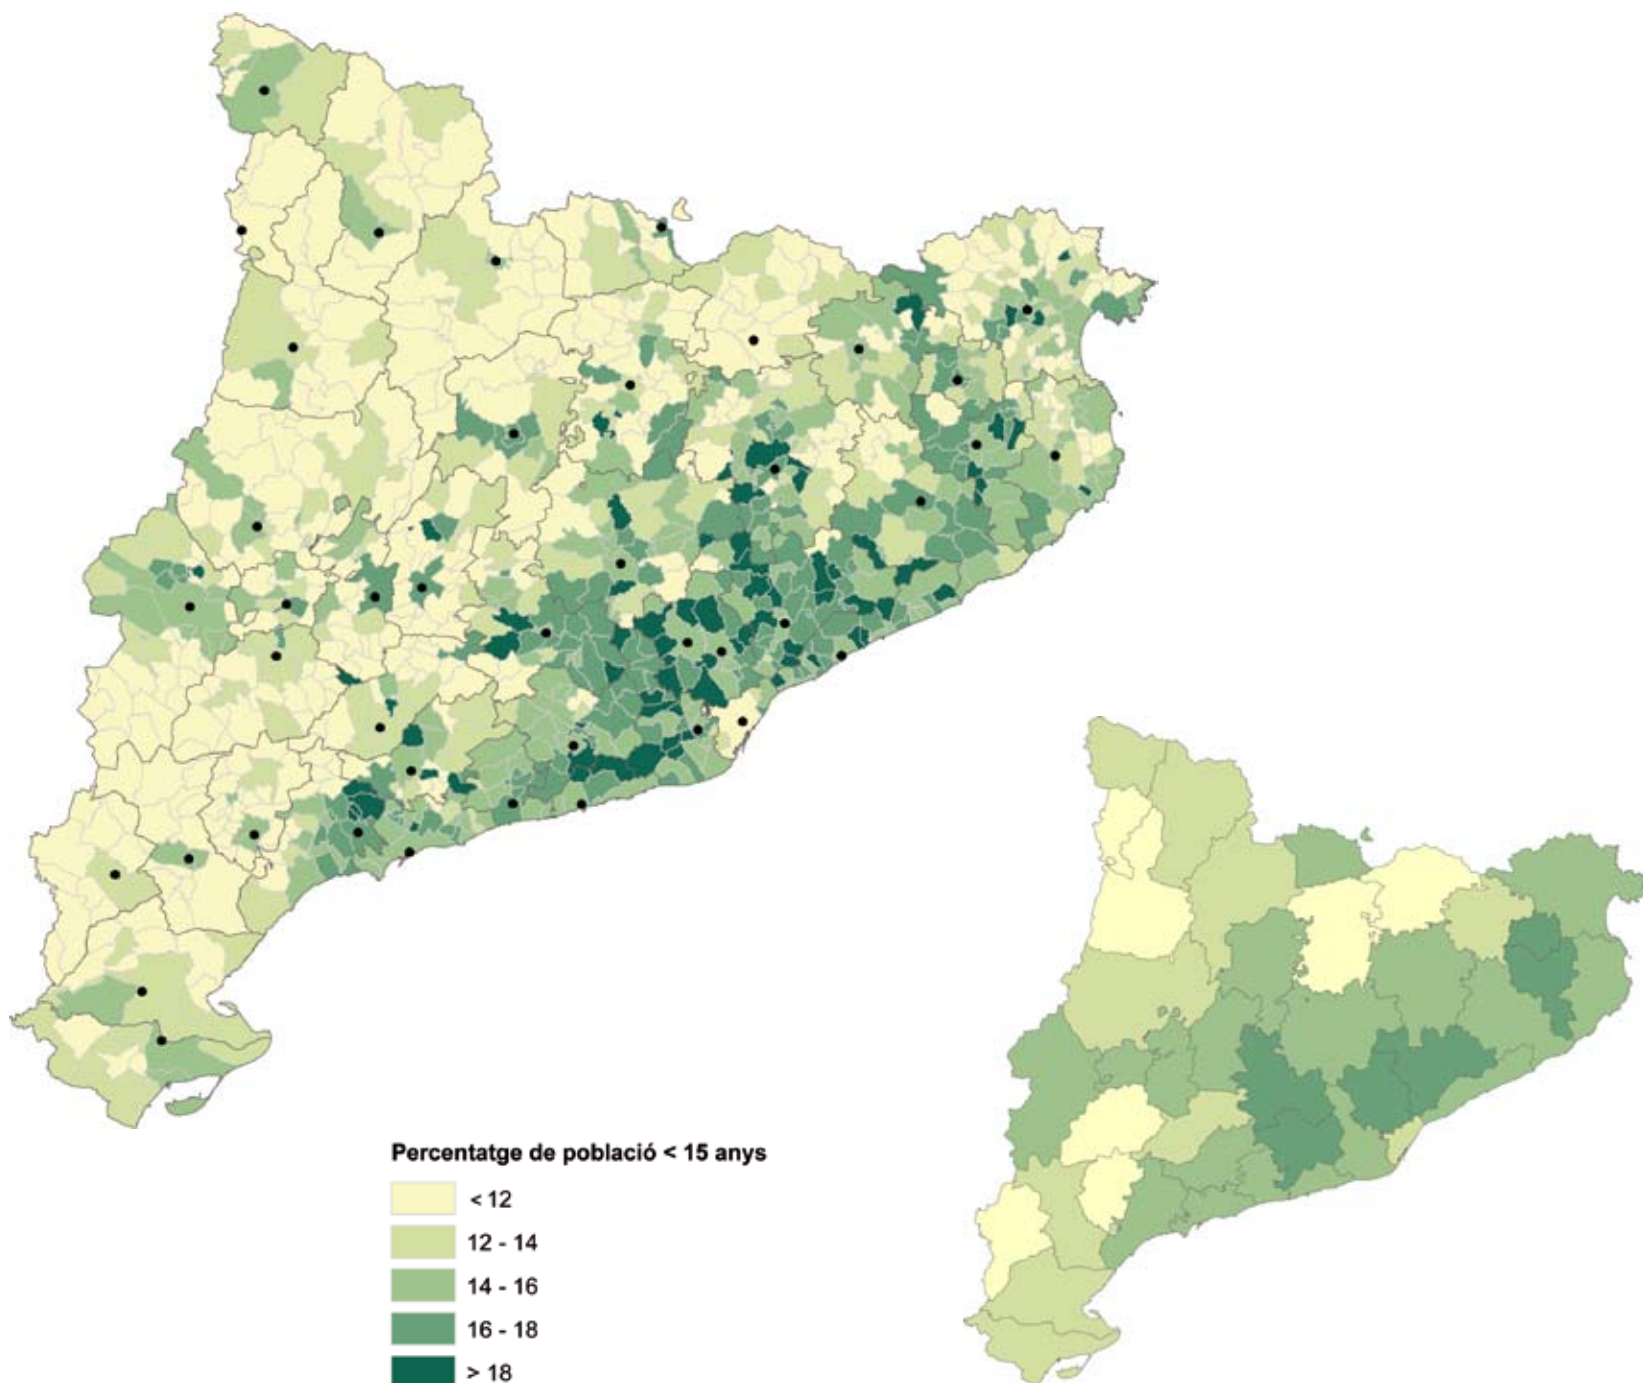 Percentatge de població < 15 anys
< 12
12 - 14
14 - 16
16 - 18
> 18